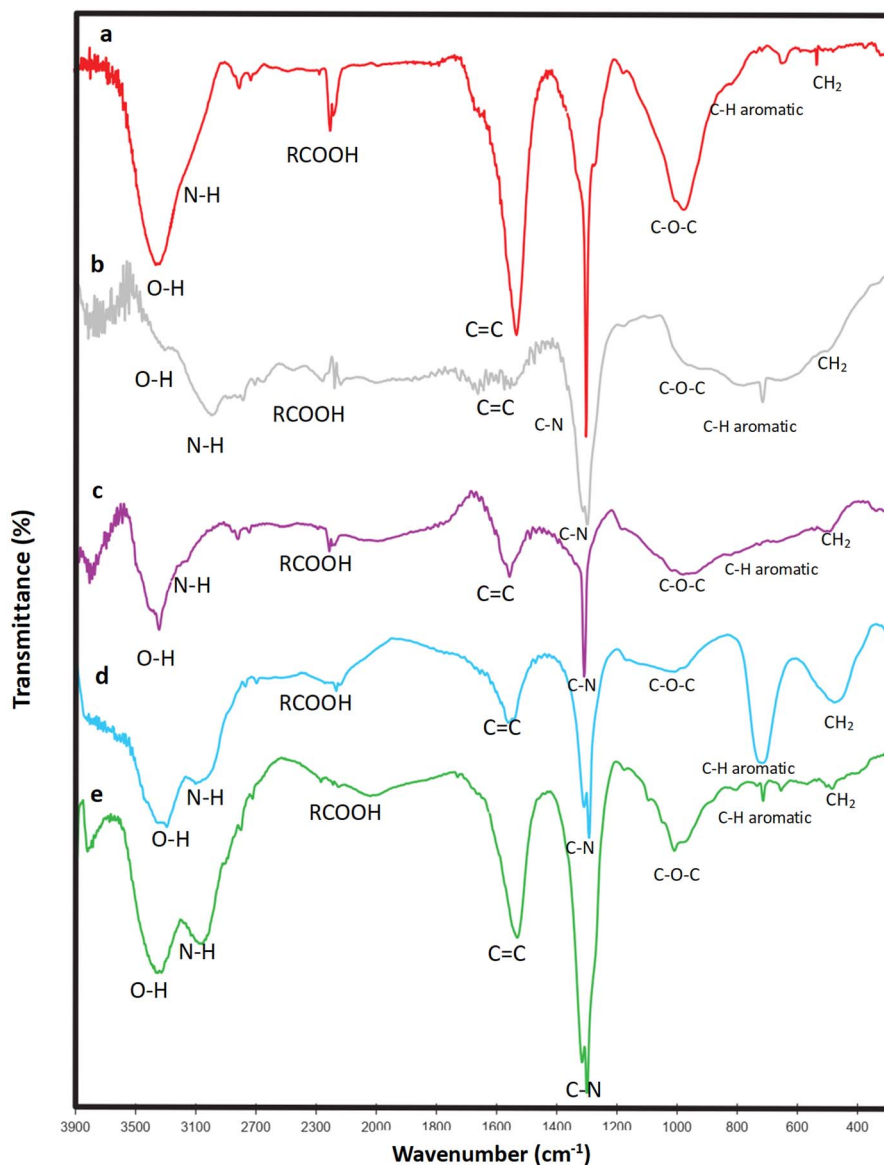 a
CH2
C-H aromatic
RCOOH
N-H
C-O-C
b
O-H
C=C
O-H
C-O-C
CH2
RCOOH
C=C
C-N
C-H aromatic
N-H
c
C-N
CH2
RCOOH
N-H
C-H aromatic
C=C
C-O-C
O-H
d
C-N
C-O-C
RCOOH
C=C
CH2
C-H aromatic
N-H
e
CH2
RCOOH
C-H aromatic
O-H
C-N
C-O-C
N-H
C=C
O-H
C-N
Transmittance (%)
3900 3500 3100 2700 2300 2000 1800 1600 1400 1200 1000 800 600 400
Wavenumber (cm-1)